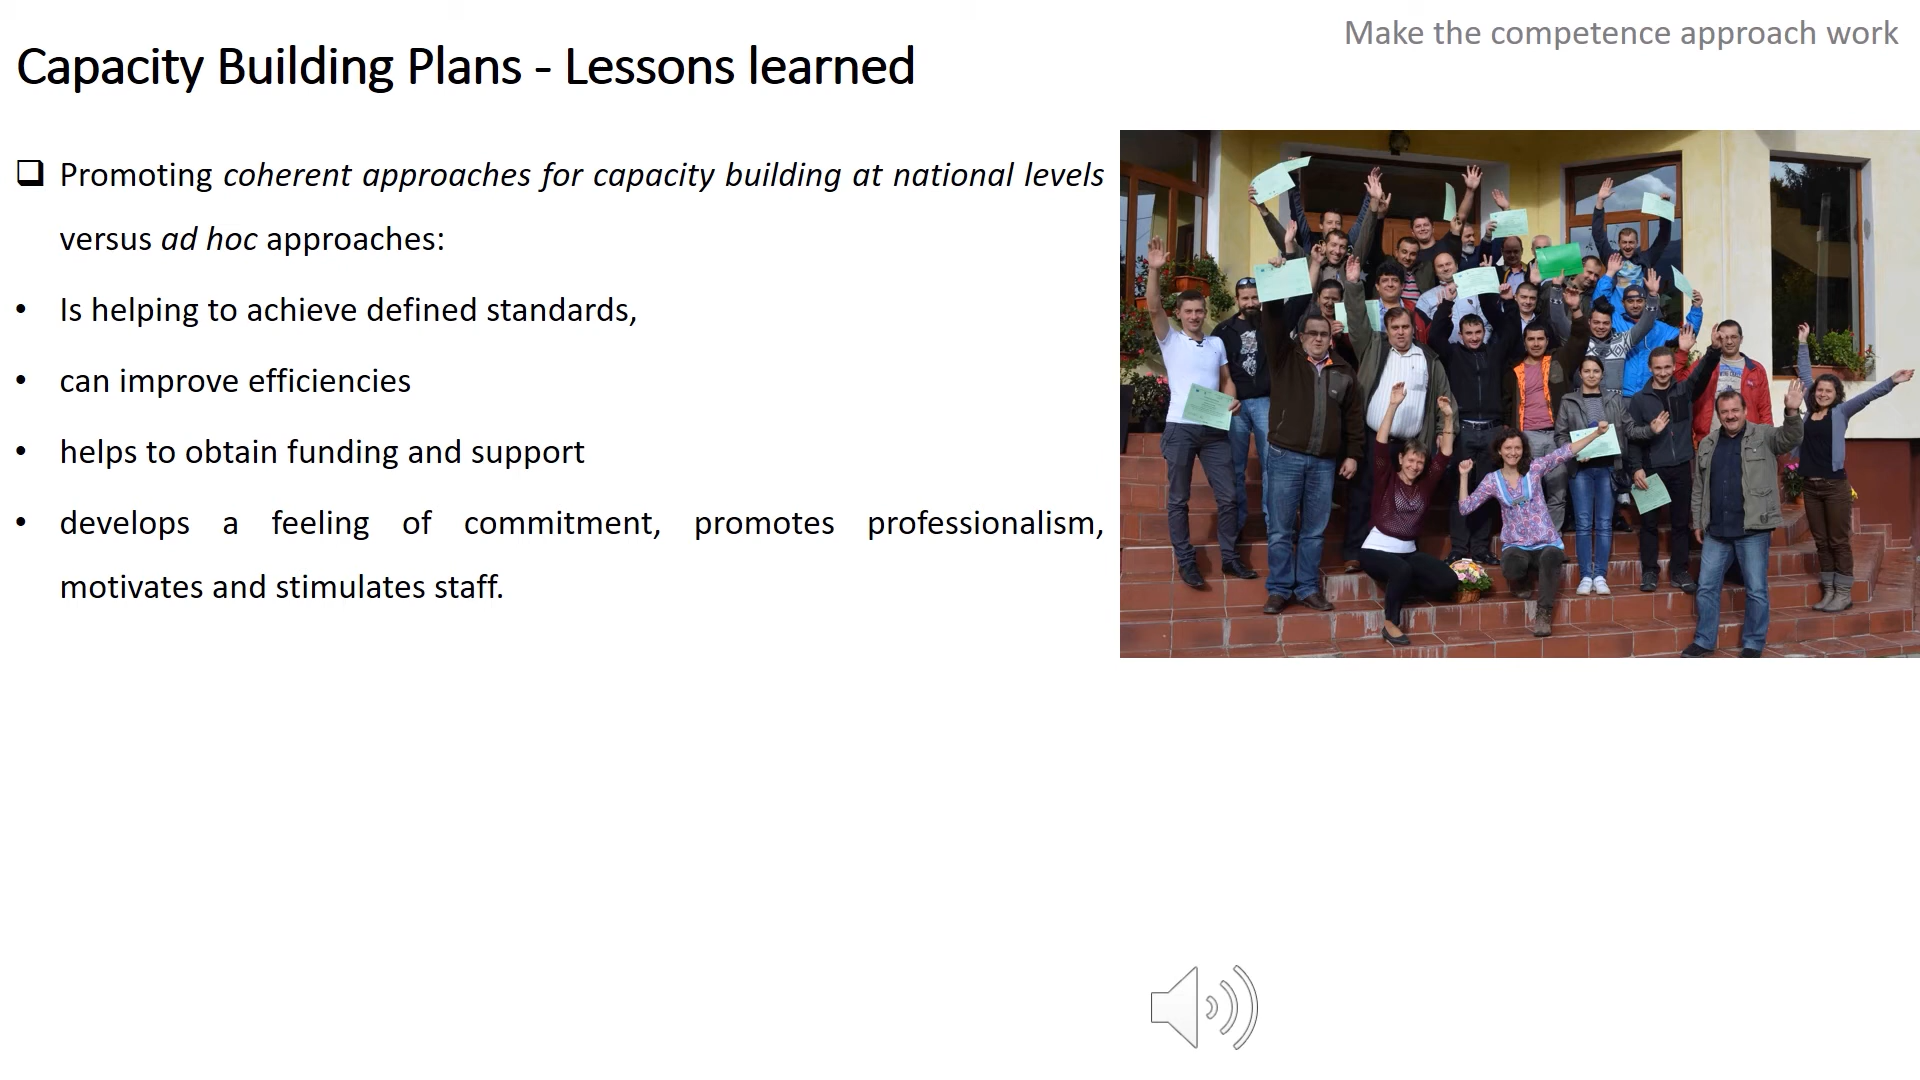 Make the competence approach work
Capacity Building Plans - Lessons learned
❑ Promoting coherent approaches for capacity building at national levels
versus ad hoc approaches:
• Is helping to achieve defined standards,
• can improve efficiencies
• helps to obtain funding and support
• develops a feeling of commitment, promotes professionalism,
motivates and stimulates staff.